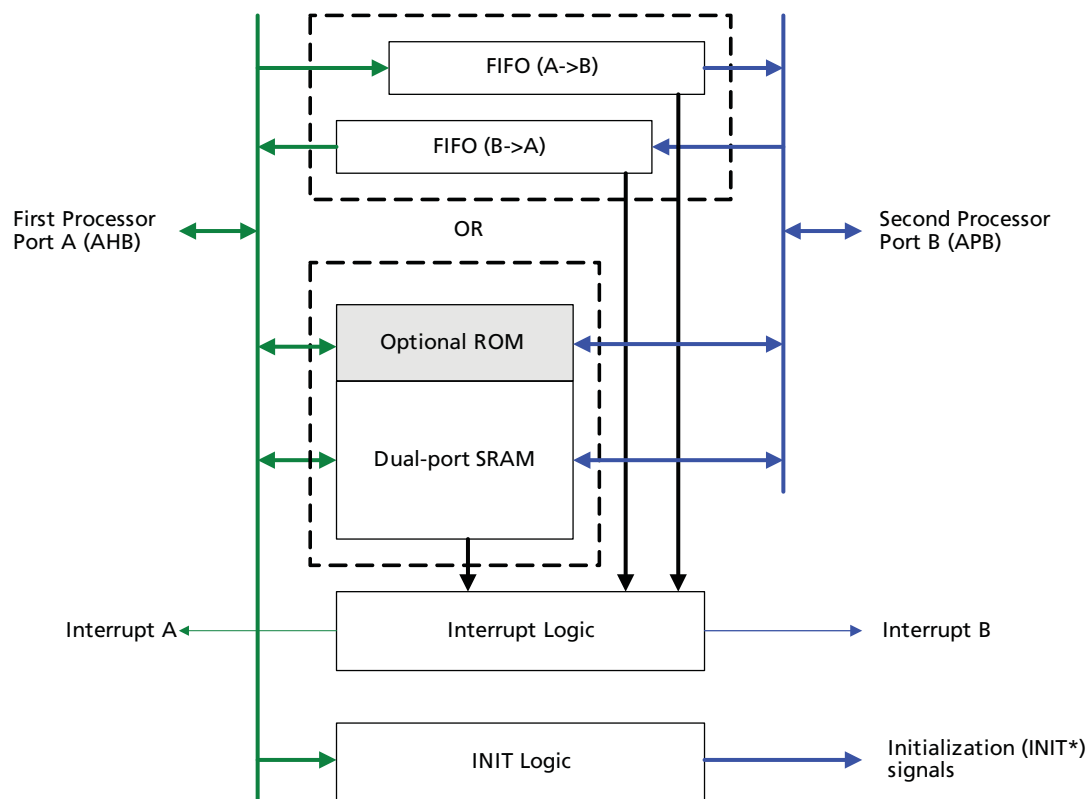 FIFO (A->B)
FIFO (B->A)
First Processor
Port A (AHB)
OR
Second Processor
Port B (APB)
Optional ROM
Dual-port SRAM
Interrupt A
Interrupt Logic
Interrupt B
INIT Logic
Initialization (INIT*)
signals